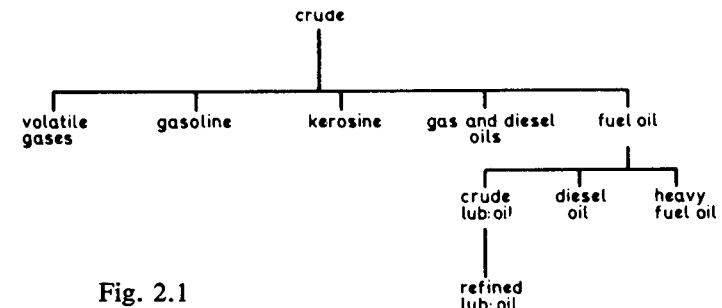 crude
volatile
gases
gasoline
kerosine
gas and diesel
oils
fuel oil
crude
lub:oil
diesel
oil
heavy
fuel oil
Fig. 2.1
refined
lub:oil